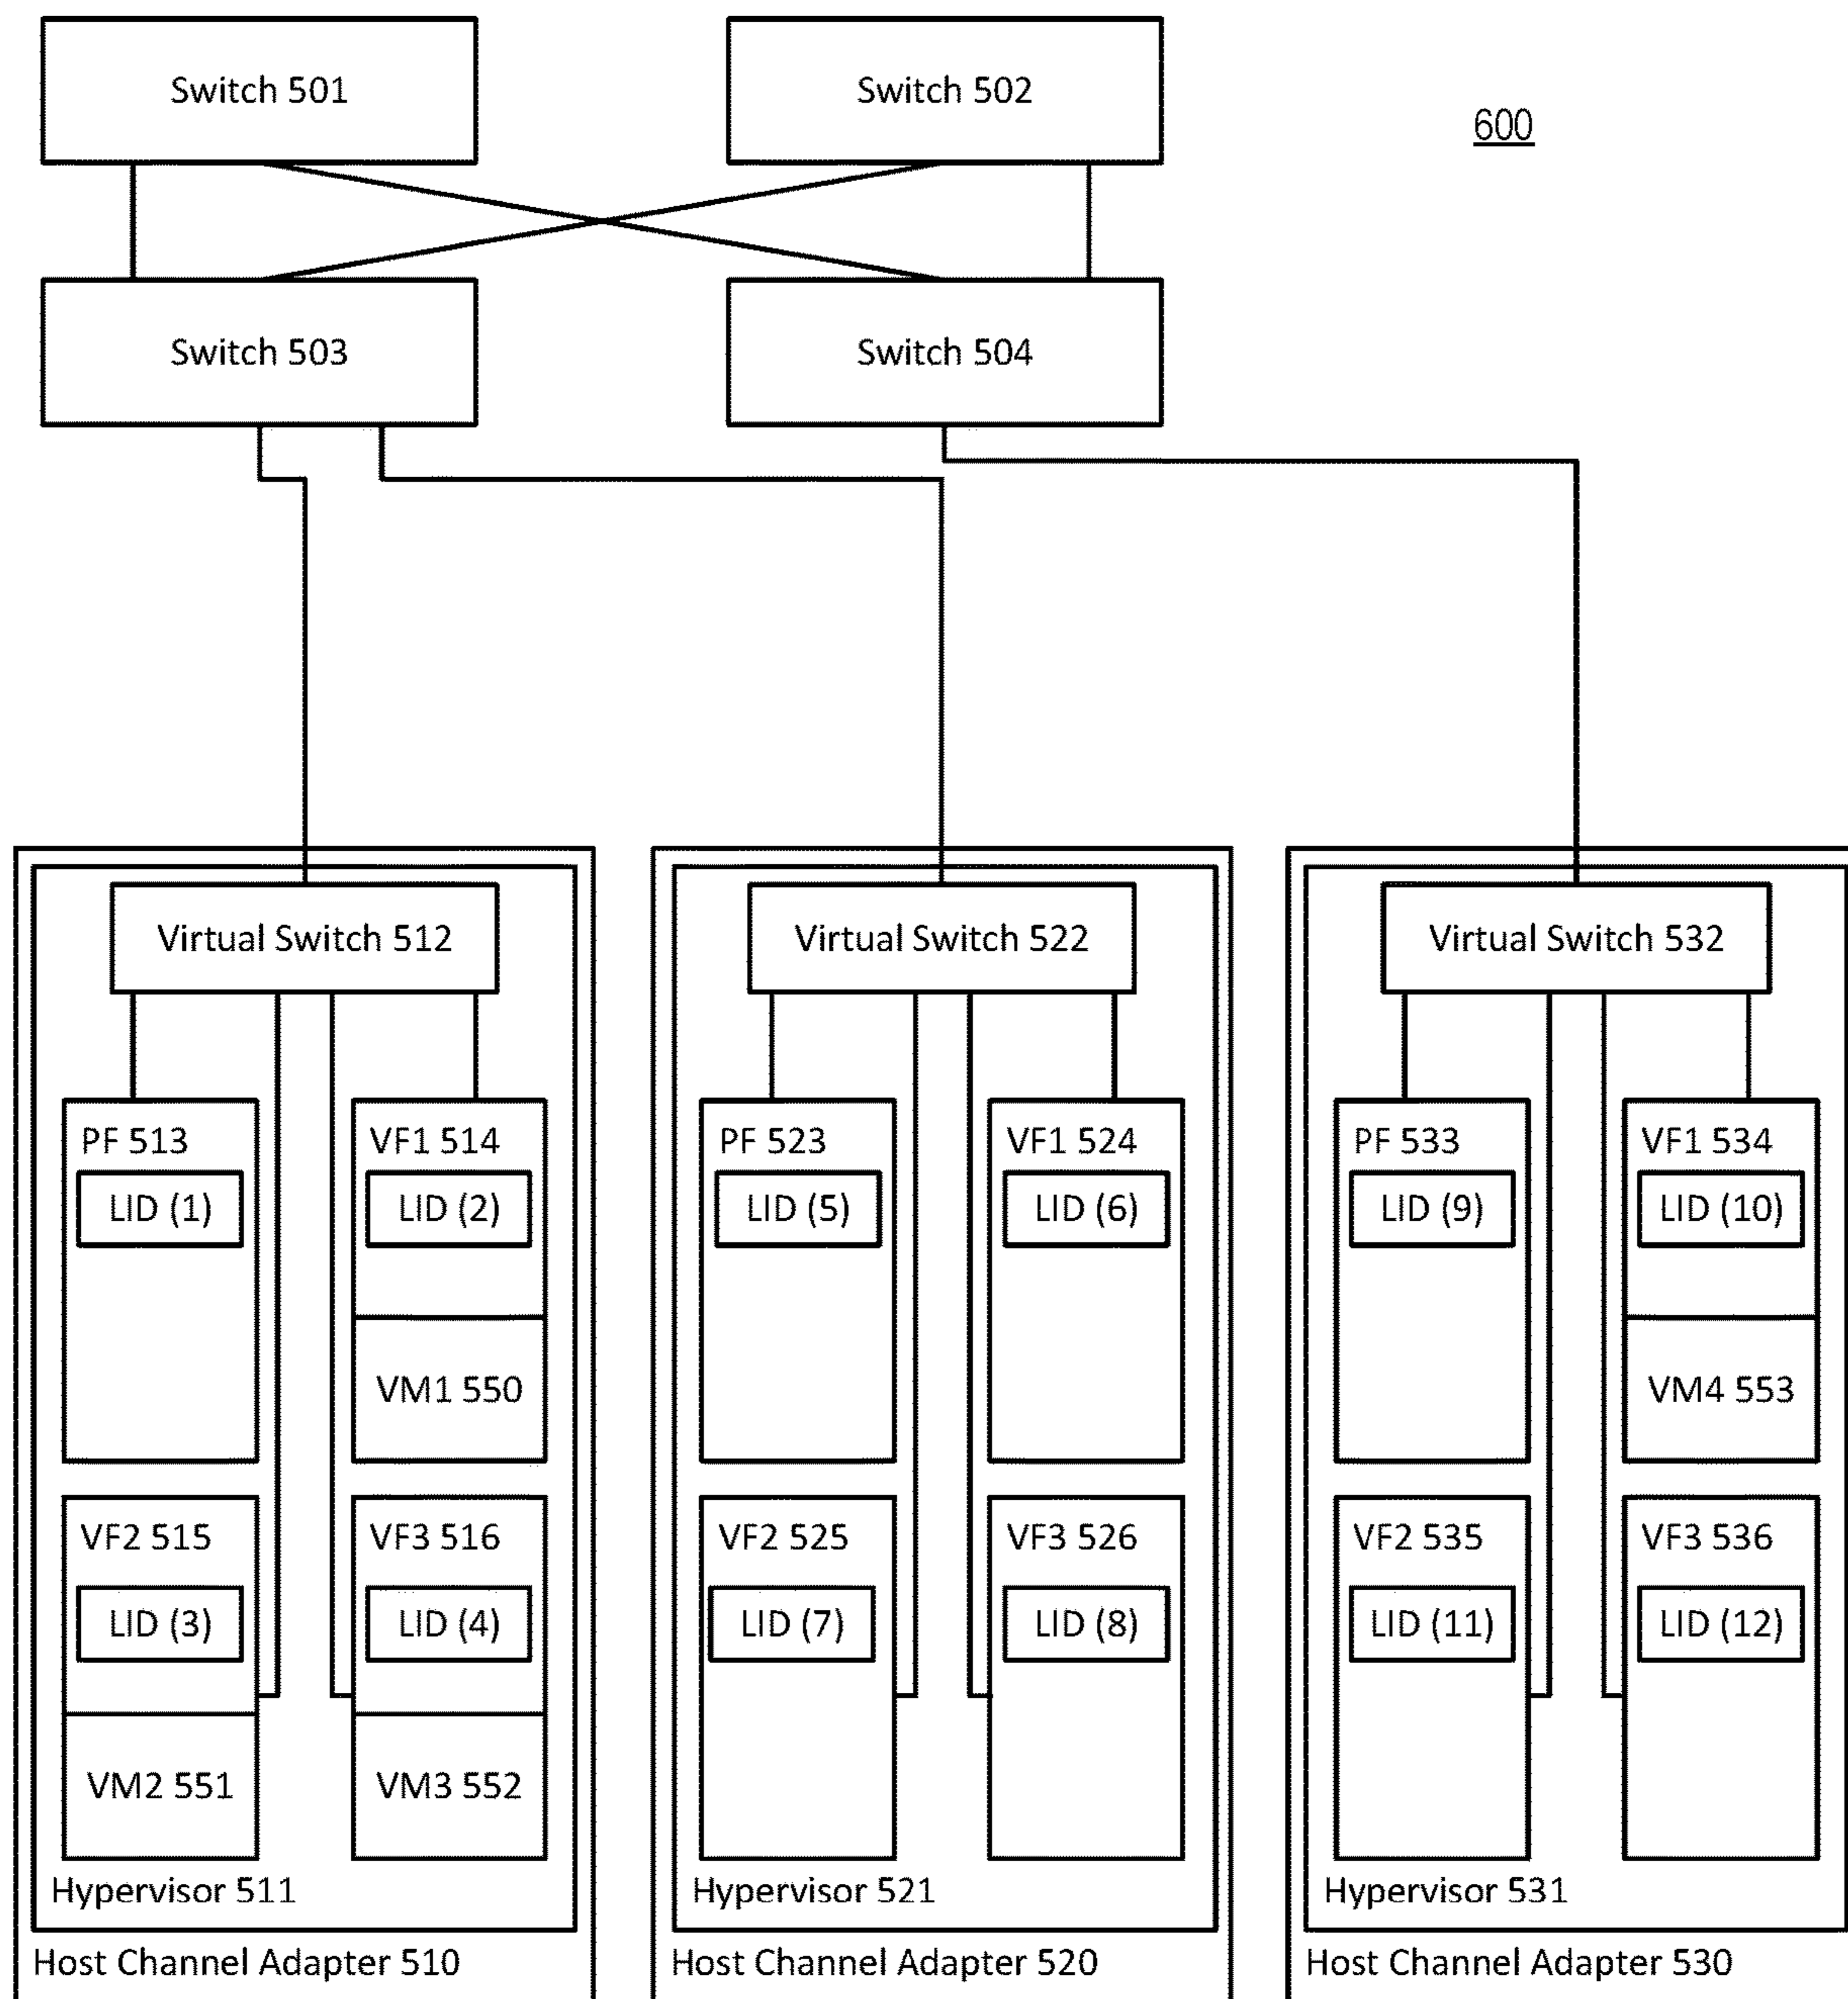 Switch 501
Switch 502
600
Switch 503
Switch 504
Virtual Switch 512
Virtual Switch 522
Virtual Switch 532
PF 513
LID (1)
VF1 514
LID (2)
VM1 550
VF2 515
LID (3)
VM2 551
VF3 516
LID (4)
VM3 552
Hypervisor 511
Host Channel Adapter 510
PF 523
LID (5)
VF1 524
LID (6)
VF2 525
LID (7)
VF3 526
LID (8)
Hypervisor 521
Host Channel Adapter 520
PF 533
LID (9)
VF1 534
LID (10)
VM4 553
VF2 535
LID (11)
VF3 536
LID (12)
Hypervisor 531
Host Channel Adapter 530